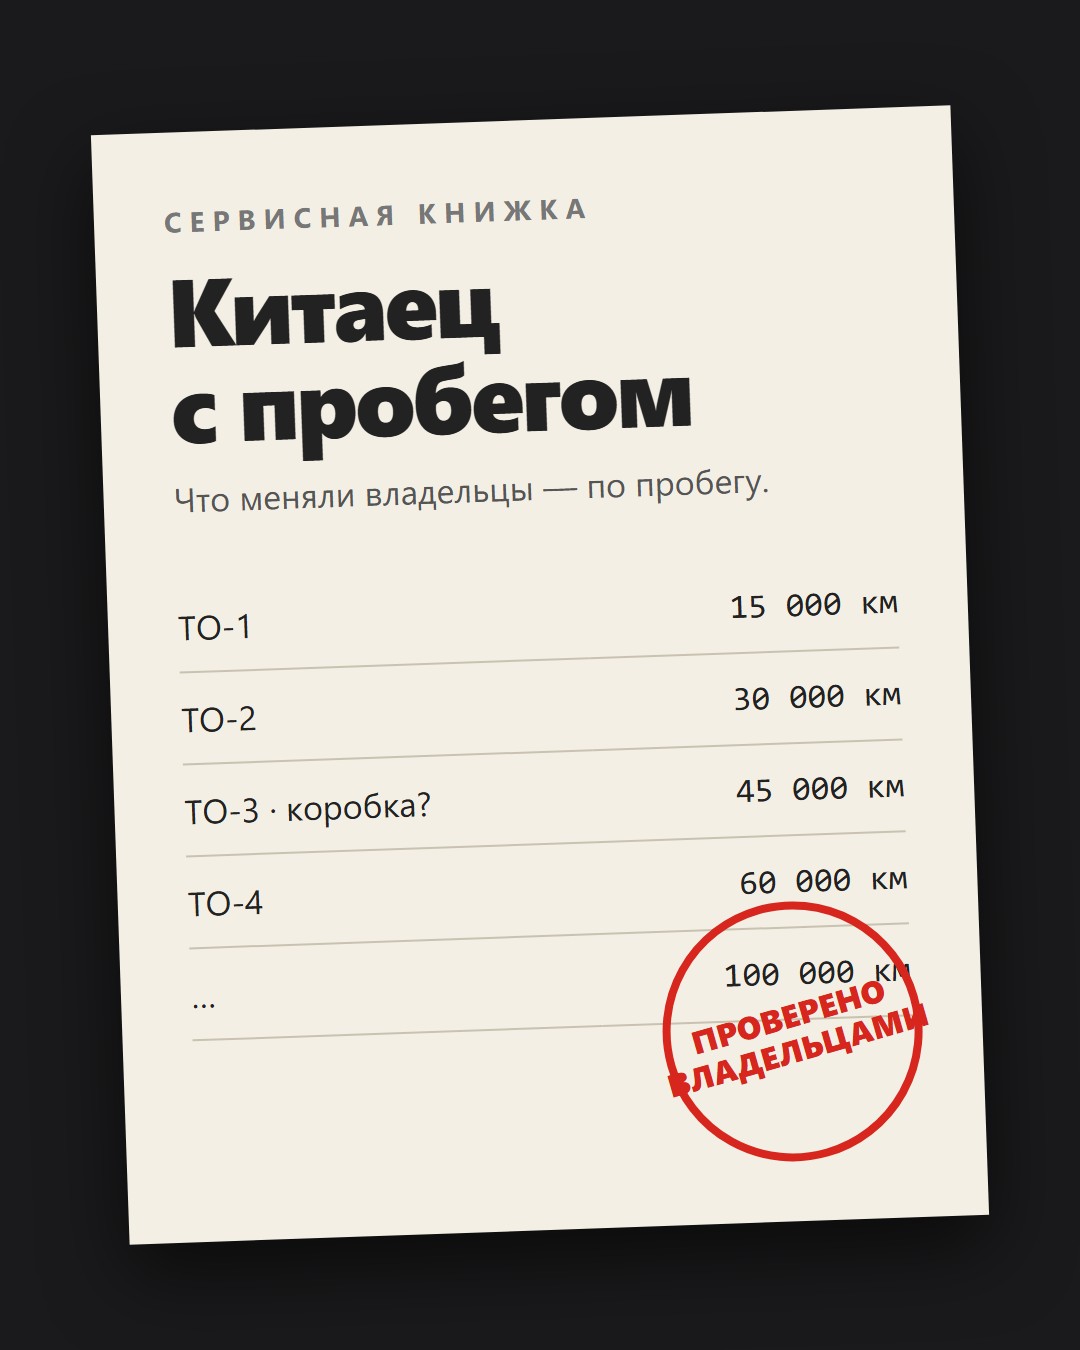 СЕРВИСНАЯ КНИЖКА
Китаец
с пробегом
Что меняли владельцы — по пробегу.
ТО-1 15 000 км
ТО-2 30 000 км
ТО-3 · коробка? 45 000 км
ТО-4 60 000 км
... 100 000 км
ПРОВЕРЕНО
ВЛАДЕЛЬЦАМИ